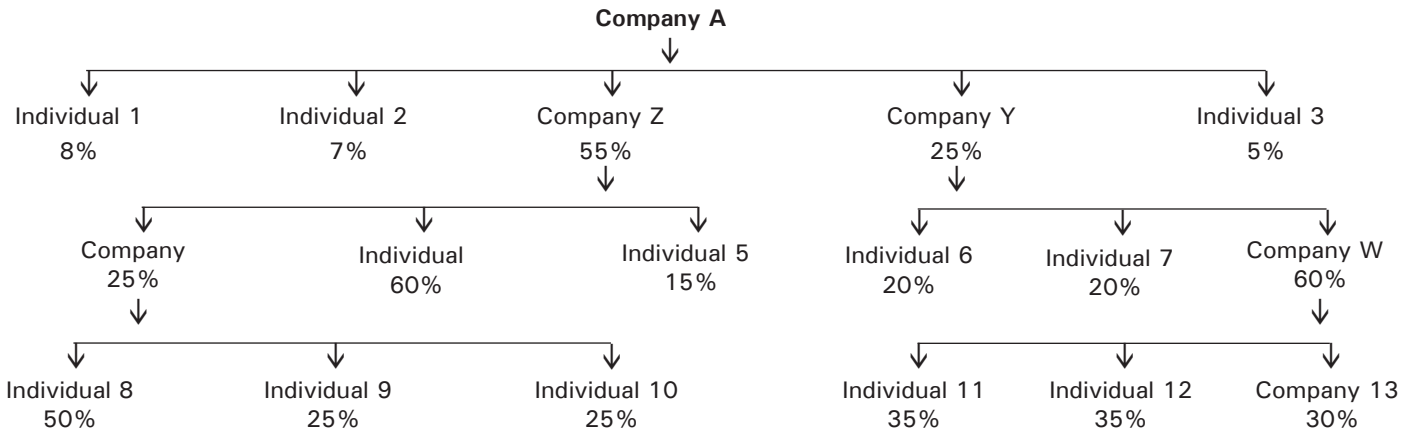 Company A
Individual 1 Individual 2 Company Z Company Y Individual 3
8% 7% 55% 25% 5%
Company Individual Individual 5 Individual 6 Individual 7 Company W
25% 60% 15% 20% 20% 60%
Individual 8 Individual 9 Individual 10 Individual 11 Individual 12 Company 13
50% 25% 25% 35% 35% 30%